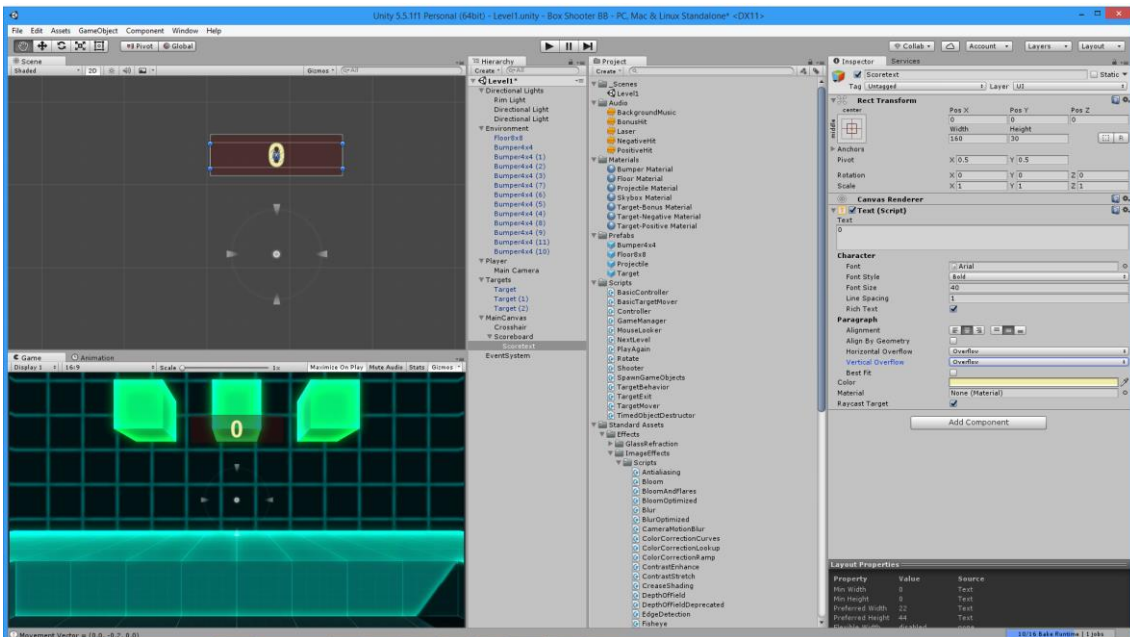 Unity 5.5.1f1 Personal (64bit) - Level1.unity - Box Shooter BB - PC, Mac & Linux Standalone* <DX11>
File Edit Assets GameObject Component Window Help
Pivot Global
Collab Account Layers Layout
Scene
Shaded 2D Gizmos All
0
Game Animation
Display 1 16:9 Scale 1x Maximize On Play Mute Audio Stats Gizmos
0
Movement Vector = (0.0, -0.2, 0.0)
Hierarchy
Create All
Level1*
Directional Lights
Rim Light
Directional Light
Directional Light
Environment
Floor8x8
Bumper4x4
Bumper4x4 (1)
Bumper4x4 (2)
Bumper4x4 (3)
Bumper4x4 (7)
Bumper4x4 (6)
Bumper4x4 (5)
Bumper4x4 (4)
Bumper4x4 (8)
Bumper4x4 (9)
Bumper4x4 (11)
Bumper4x4 (10)
Player
Main Camera
Targets
Target
Target (1)
Target (2)
MainCanvas
Crosshair
Scoreboard
Scoretext
EventSystem
Project
Create
_Scenes
Level1
Audio
BackgroundMusic
BonusHit
Laser
NegativeHit
PositiveHit
Materials
Bumper Material
Floor Material
Projectile Material
Skybox Material
Target-Bonus Material
Target-Negative Material
Target-Positive Material
Prefabs
Bumper4x4
Floor8x8
Projectile
Target
Scripts
BasicController
BasicTargetMover
Controller
GameManager
MouseLooker
NextLevel
PlayAgain
Rotate
Shooter
SpawnGameObjects
TargetBehavior
TargetExit
TargetMover
TimedObjectDestructor
Standard Assets
Effects
GlassRefraction
ImageEffects
Scripts
Antialiasing
Bloom
BloomAndFlares
BloomOptimized
Blur
BlurOptimized
CameraMotionBlur
ColorCorrectionCurves
ColorCorrectionLookup
ColorCorrectionRamp
ContrastEnhance
ContrastStretch
CreaseShading
DepthOfField
DepthOfFieldDeprecated
EdgeDetection
Fisheye
Inspector Services
Scoretext Static
Tag Untagged Layer UI
Rect Transform
center Pos X Pos Y Pos Z
middle 0 0 0
Width Height
160 30 R
Anchors
Pivot X 0.5 Y 0.5
Rotation X 0 Y 0 Z 0
Scale X 1 Y 1 Z 1
Canvas Renderer
Text (Script)
Text
0
Character
Font Arial
Font Style Bold
Font Size 40
Line Spacing 1
Rich Text
Paragraph
Alignment
Align By Geometry
Horizontal Overflow Overflow
Vertical Overflow Overflow
Best Fit
Color
Material None (Material)
Raycast Target
Add Component
Layout Properties
Property Value Source
Min Width 0 Text
Min Height 0 Text
Preferred Width 22 Text
Preferred Height 44 Text
Flexible Width disabled none
10/16 Bake Runtime | 1 jobs